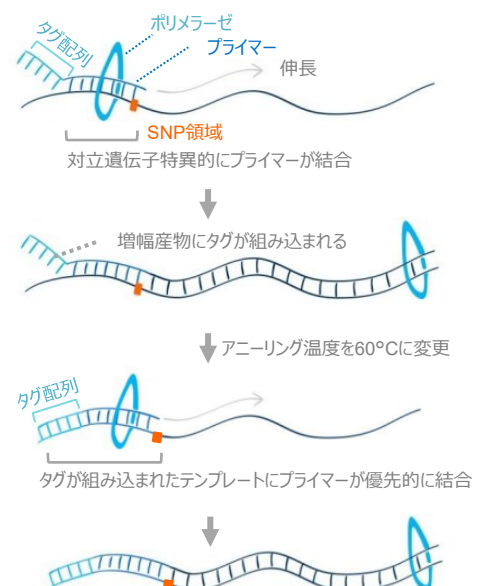 タグ配列
ポリメラーゼ
プライマー
伸長
SNP領域
対立遺伝子特異的にプライマーが結合
増幅産物にタグが組み込まれる
アニーリング温度を60°Cに変更
タグ配列
タグが組み込まれたテンプレートにプライマーが優先的に結合